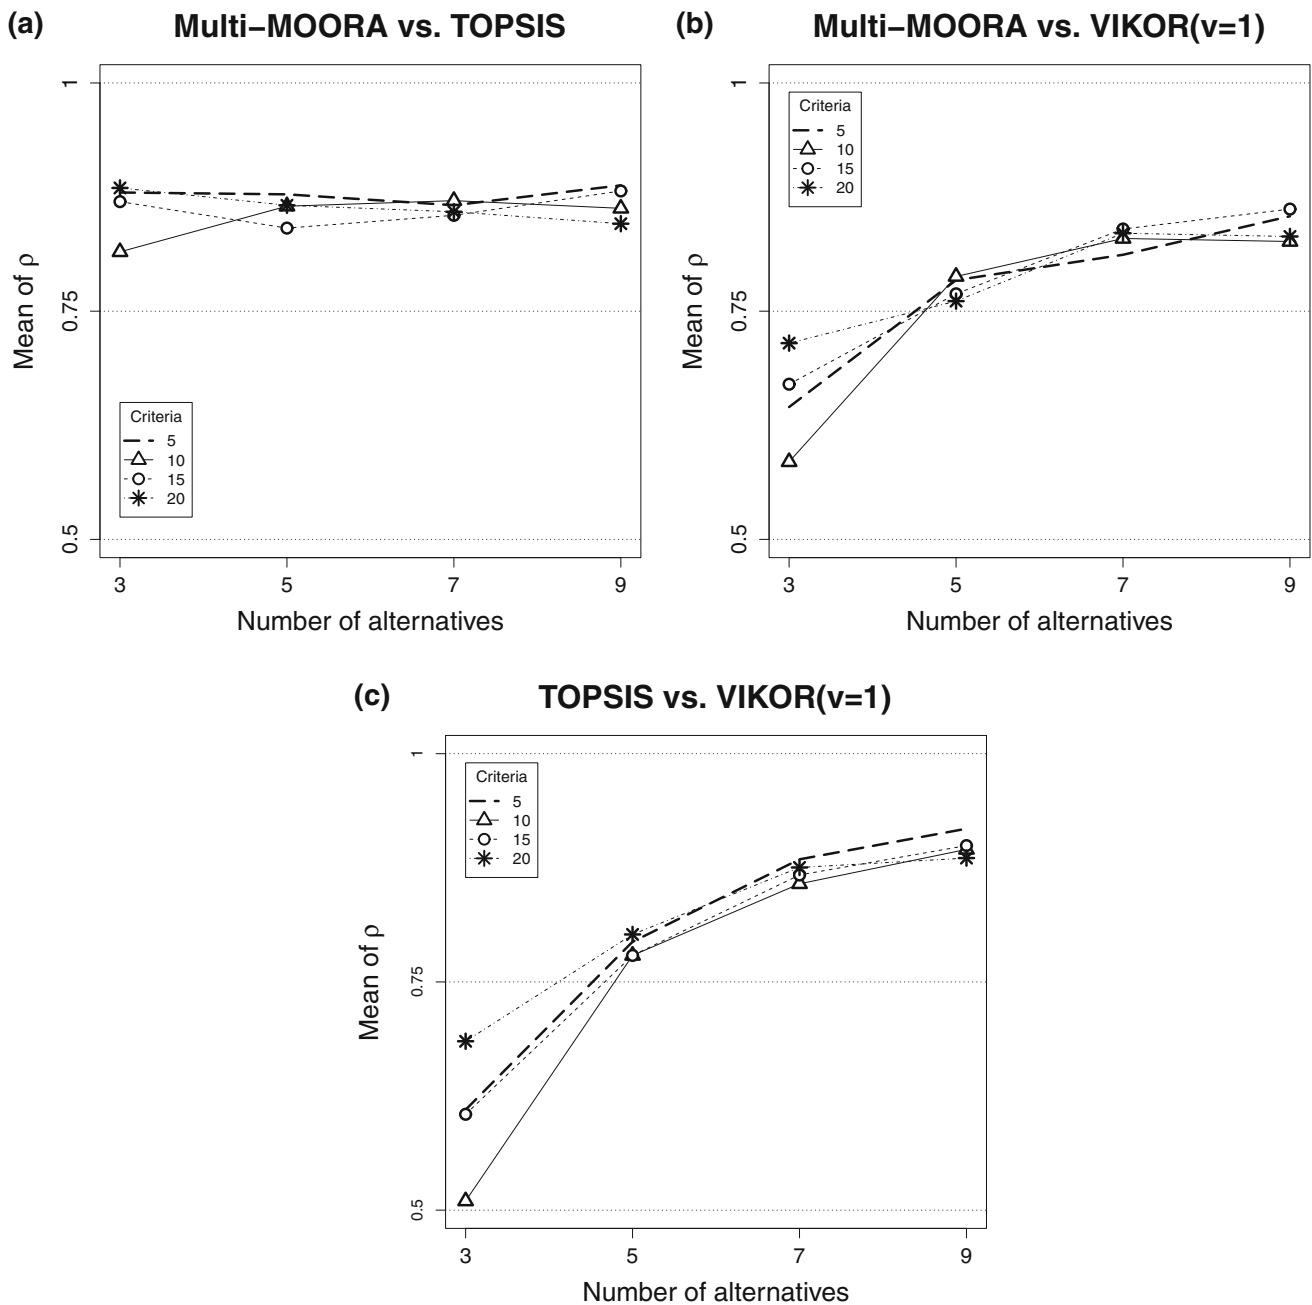 (a) Multi–MOORA vs. TOPSIS
Mean of ρ
1
0.75
0.5
Criteria
5
10
15
20
3 5 7 9
Number of alternatives
(b) Multi–MOORA vs. VIKOR(v=1)
Mean of ρ
1
0.75
0.5
Criteria
5
10
15
20
3 5 7 9
Number of alternatives
(c) TOPSIS vs. VIKOR(v=1)
Mean of ρ
1
0.75
0.5
Criteria
5
10
15
20
3 5 7 9
Number of alternatives